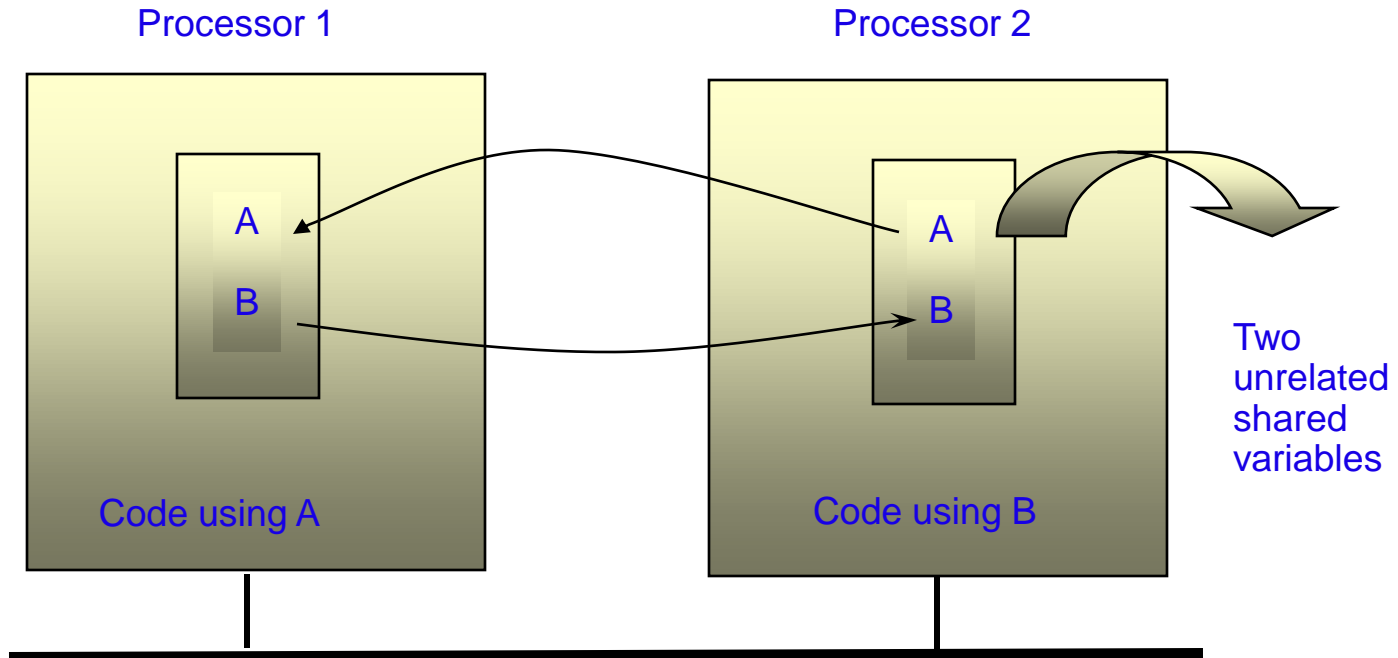 Processor 1
Processor 2
A
B
Code using A
A
B
Code using B
Two
unrelated
shared
variables